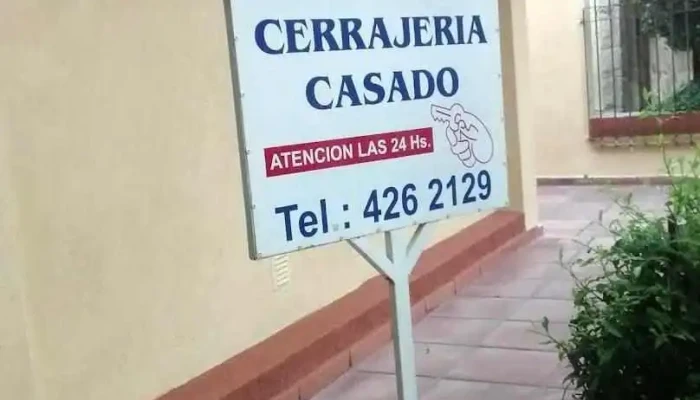 CERRAJERIA
CASADO
ATENCION LAS 24 Hs.
Tel.: 426 2129